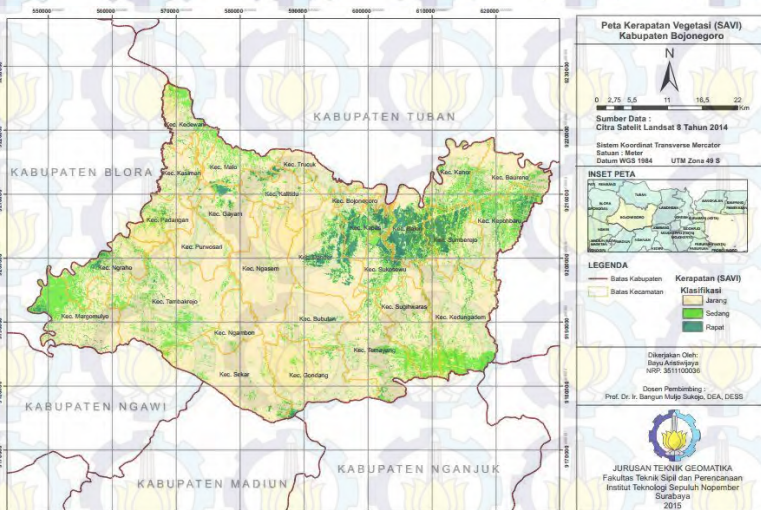 550000 560000 570000 580000 590000 600000 610000 620000
KABUPATEN TUBAN
KABUPATEN BLORA
KABUPATEN NGAWI
KABUPATEN MADIUN
KABUPATEN NGANJUK
Kec. Kedewan
Kec. Malo
Kec. Trucuk
Kec. Kasiman
Kec. Kalitidu
Kec. Bojonegoro
Kec. Kanor
Kec. Baureno
Kec. Padangan
Kec. Gayam
Kec. Kapas
Kec. Kepohbaru
Kec. Purwosari
Kec. Sumberrejo
Kec. Ngraho
Kec. Ngasem
Kec. Sukosewu
Kec. Tambakrejo
Kec. Sugihwaras
Kec. Margomulyo
Kec. Bubulan
Kec. Kedungadem
Kec. Ngambon
Kec. Temayang
Kec. Sekar
Kec. Gondang
Peta Kerapatan Vegetasi (SAVI)
Kabupaten Bojonegoro
N
0 2,75 5,5 11 16,5 22
Km
Sumber Data :
Citra Satelit Landsat 8 Tahun 2014
Sistem Koordinat Transverse Mercator
Satuan : Meter
Datum WGS 1984 UTM Zona 49 S
INSET PETA
LEGENDA
Batas Kabupaten
Batas Kecamatan
Kerapatan (SAVI)
Klasifikasi
Jarang
Sedang
Rapat
Dikerjakan Oleh:
Bayu Aristiwijaya
NRP. 3511100036
Dosen Pembimbing :
Prof. Dr. Ir. Bangun Muljo Sukojo, DEA, DESS
JURUSAN TEKNIK GEOMATIKA
Fakultas Teknik Sipil dan Perencanaan
Institut Teknologi Sepuluh Nopember
Surabaya
2015